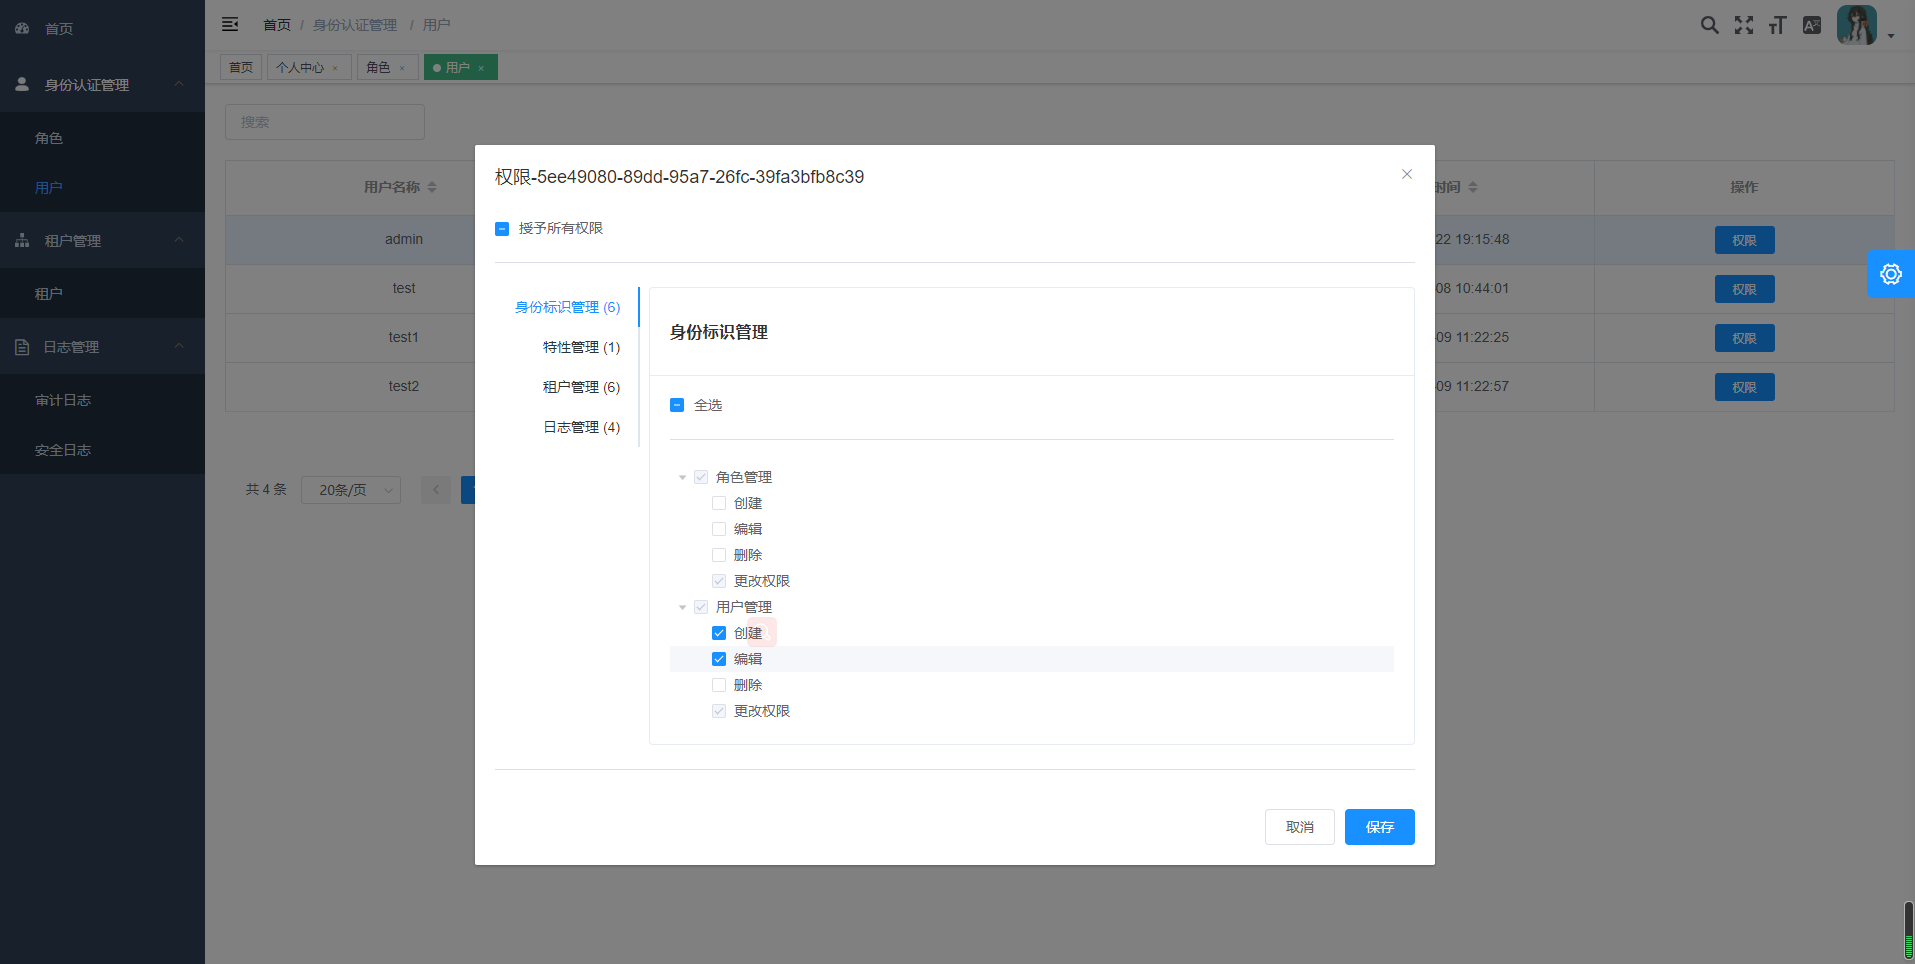 首页
身份认证管理
角色
用户
租户管理
租户
日志管理
审计日志
安全日志
首页 / 身份认证管理 / 用户
首页
个人中心 ×
角色 ×
用户 ×
搜索
用户名称
时间
操作
admin
22 19:15:48
权限
test
08 10:44:01
权限
test1
09 11:22:25
权限
test2
09 11:22:57
权限
共 4 条
20条/页
权限-5ee49080-89dd-95a7-26fc-39fa3bfb8c39
授予所有权限
身份标识管理 (6)
特性管理 (1)
租户管理 (6)
日志管理 (4)
身份标识管理
全选
角色管理
创建
编辑
删除
更改权限
用户管理
创建
编辑
删除
更改权限
取消
保存